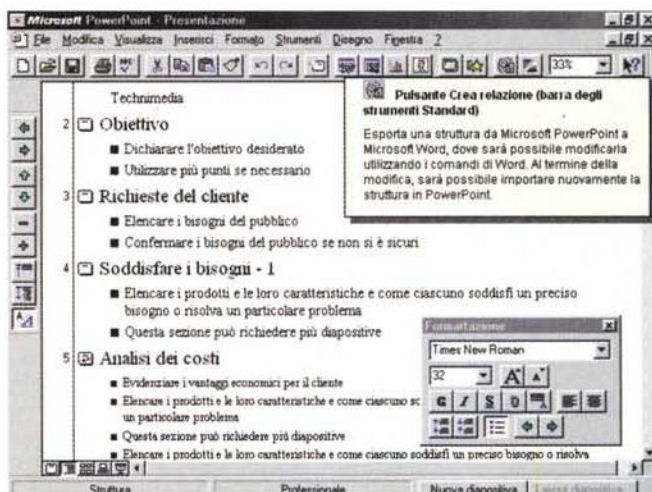 Microsoft PowerPoint - Presentazione
File Modifica Visualizza Inserisci Formato Strumenti Disegno Finestra ?
33%
Technimedia
2 Obiettivo
■ Dichiarare l'obiettivo desiderato
■ Utilizzare più punti se necessario
3 Richieste del cliente
■ Elencare i bisogni del pubblico
■ Confermare i bisogni del pubblico se non si è sicuri
4 Soddisfare i bisogni - 1
■ Elencare i prodotti e le loro caratteristiche e come ciascuno soddisfi un preciso
bisogno o risolva un particolare problema
■ Questa sezione può richiedere più diapositive
5 Analisi dei costi
■ Evidenziare i vantaggi economici per il cliente
■ Elencare i prodotti e le loro caratteristiche e come ciascuno sc
un particolare problema
■ Questa sezione può richiedere più diapositive
■ Elencare i prodotti e le loro caratteristiche e come ciascuno soddisfi un preciso bisogno o risolva
Pulsante Crea relazione (barra degli
strumenti Standard)
Esporta una struttura da Microsoft PowerPoint a
Microsoft Word, dove sarà possibile modificarla
utilizzando i comandi di Word. Al termine della
modifica, sarà possibile importare nuovamente la
struttura in PowerPoint.
Formattazione
Times New Roman
32 A A
G I S D A
Struttura Professionale Nuova diapositiva